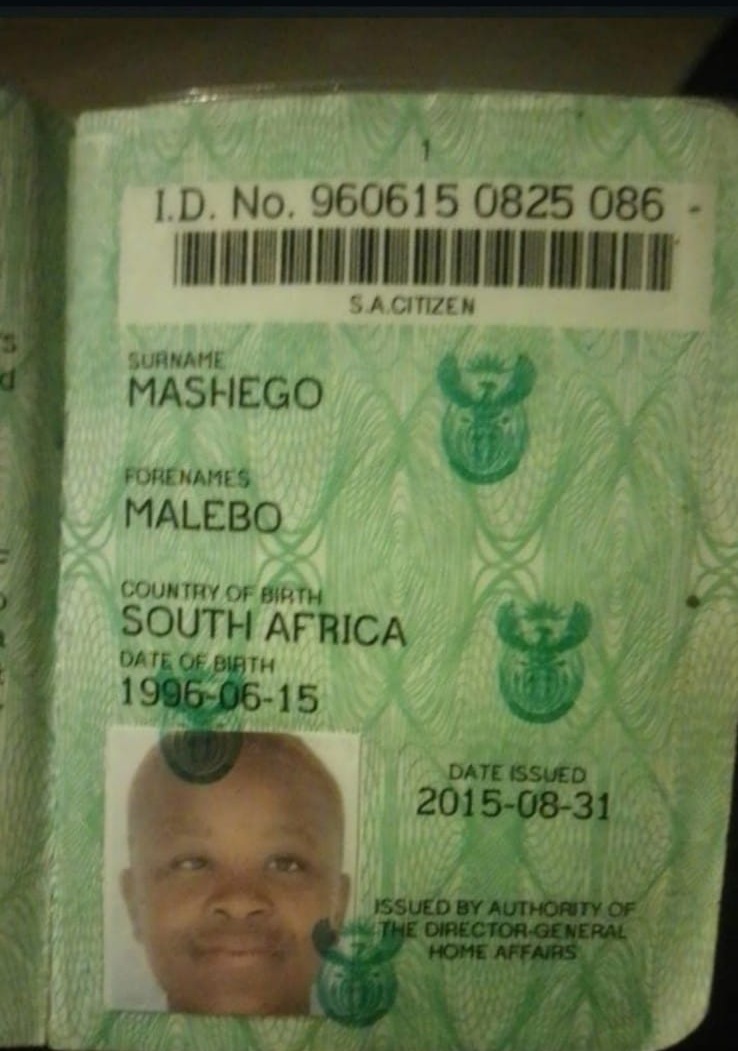 1
I.D. No. 960615 0825 086 -
S.A.CITIZEN
SURNAME
MASHEGO
FORENAMES
MALEBO
COUNTRY OF BIRTH
SOUTH AFRICA
DATE OF BIRTH
1996-06-15
DATE ISSUED
2015-08-31
ISSUED BY AUTHORITY OF
THE DIRECTOR-GENERAL
HOME AFFAIRS